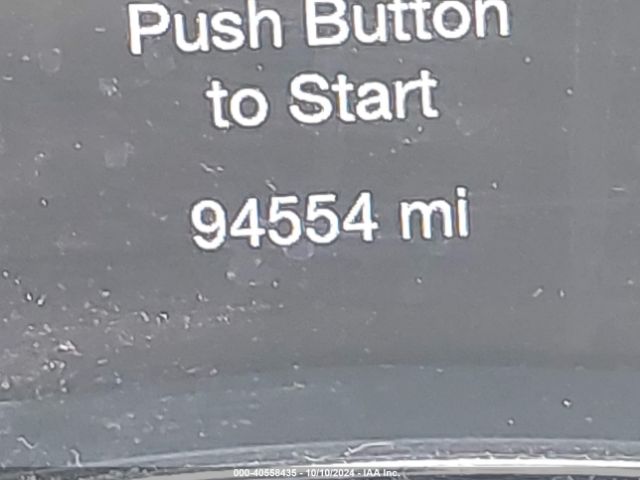 Push Button
to Start
94554 mi
000-40558435 - 10/10/2024 - IAA Inc.